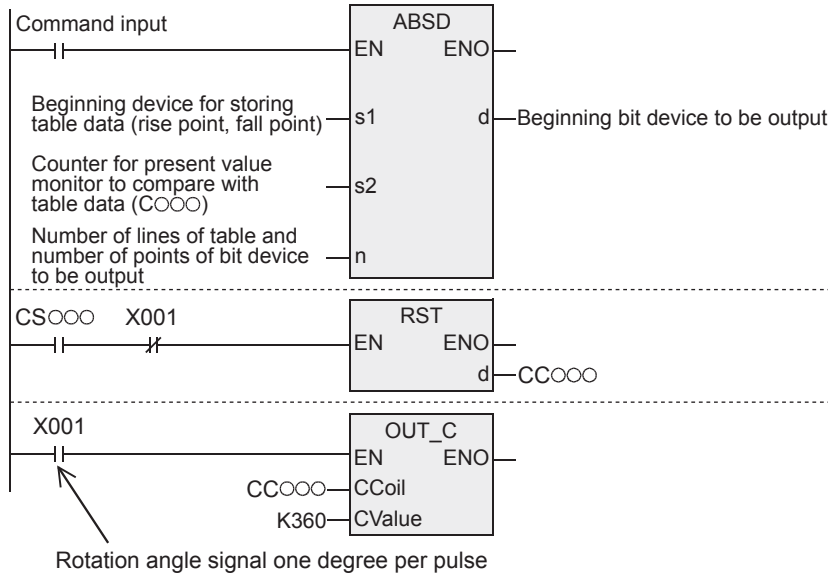 Command input
ABSD
EN ENO
Beginning device for storing
table data (rise point, fall point)
s1
d
Beginning bit device to be output
Counter for present value
monitor to compare with
table data (C○○○)
s2
Number of lines of table and
number of points of bit device
to be output
n
CS○○○ X001
RST
EN ENO
d
CC○○○
X001
OUT_C
EN ENO
CC○○○
CCoil
K360
CValue
Rotation angle signal one degree per pulse